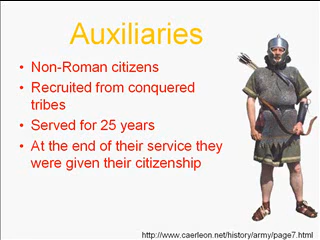 Auxiliaries
• Non-Roman citizens
• Recruited from conquered
tribes
• Served for 25 years
• At the end of their service they
were given their citizenship
http://www.caerleon.net/history/army/page7.html